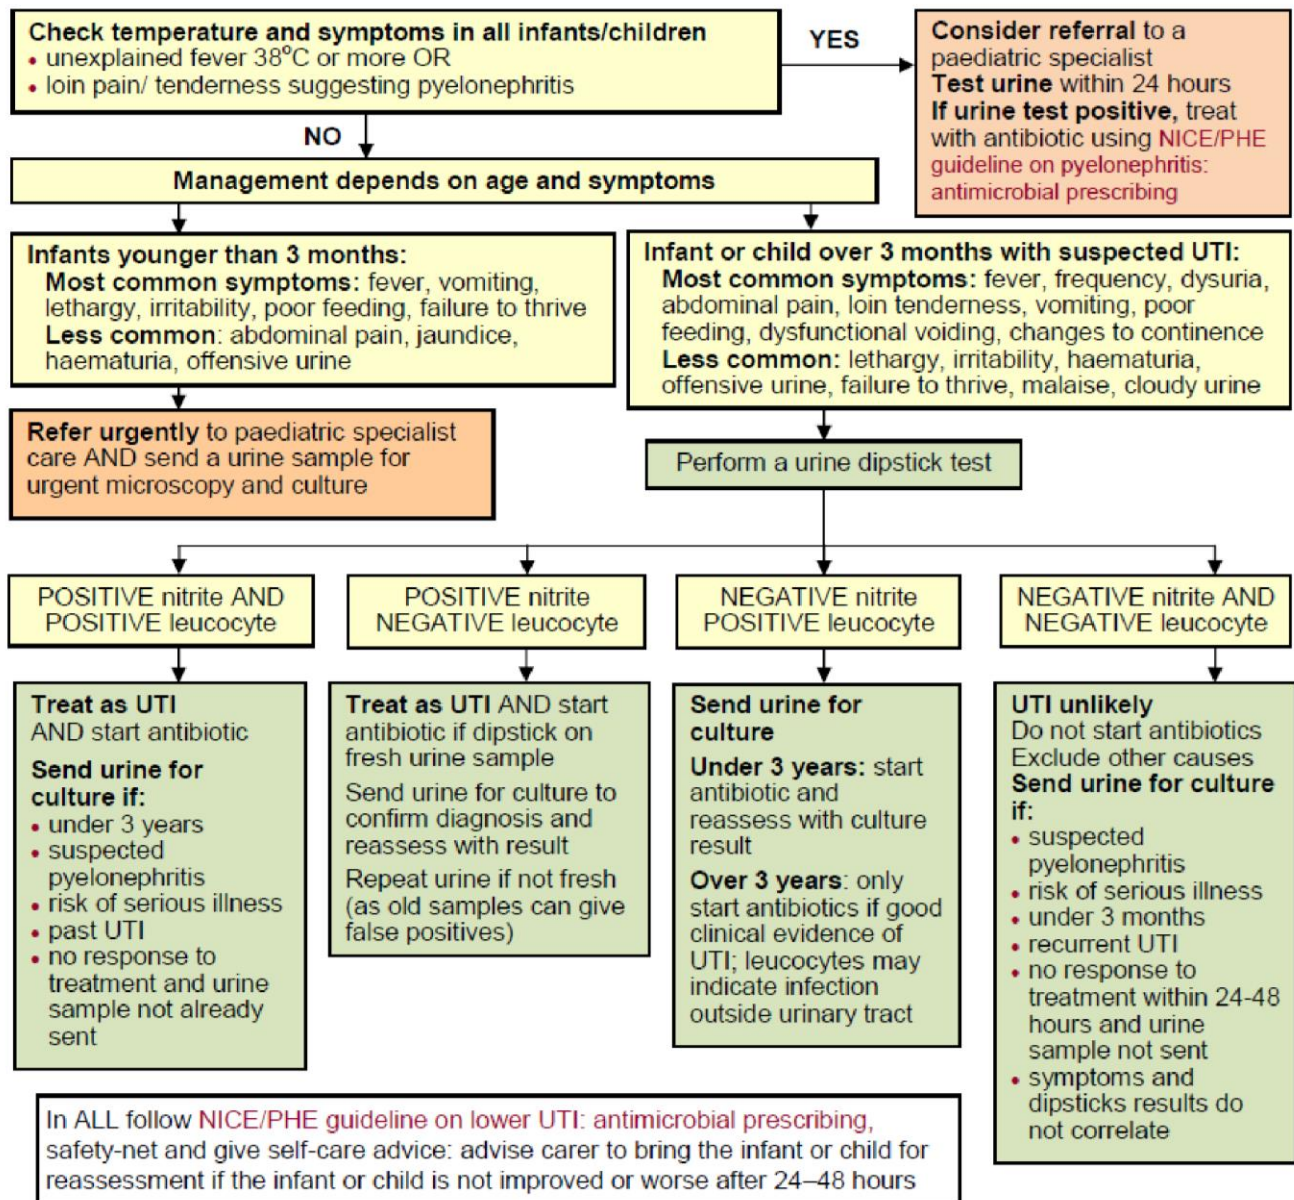 Check temperature and symptoms in all infants/children
• unexplained fever 38°C or more OR
• loin pain/ tenderness suggesting pyelonephritis
YES
Consider referral to a
paediatric specialist
Test urine within 24 hours
If urine test positive, treat
with antibiotic using NICE/PHE
guideline on pyelonephritis:
antimicrobial prescribing
NO
Management depends on age and symptoms
Infants younger than 3 months:
Most common symptoms: fever, vomiting,
lethargy, irritability, poor feeding, failure to thrive
Less common: abdominal pain, jaundice,
haematuria, offensive urine
Infant or child over 3 months with suspected UTI:
Most common symptoms: fever, frequency, dysuria,
abdominal pain, loin tenderness, vomiting, poor
feeding, dysfunctional voiding, changes to continence
Less common: lethargy, irritability, haematuria,
offensive urine, failure to thrive, malaise, cloudy urine
Refer urgently to paediatric specialist
care AND send a urine sample for
urgent microscopy and culture
Perform a urine dipstick test
POSITIVE nitrite AND
POSITIVE leucocyte
POSITIVE nitrite
NEGATIVE leucocyte
NEGATIVE nitrite
POSITIVE leucocyte
NEGATIVE nitrite AND
NEGATIVE leucocyte
Treat as UTI
AND start antibiotic
Send urine for
culture if:
• under 3 years
• suspected
pyelonephritis
• risk of serious illness
• past UTI
• no response to
treatment and urine
sample not already
sent
Treat as UTI AND start
antibiotic if dipstick on
fresh urine sample
Send urine for culture to
confirm diagnosis and
reassess with result
Repeat urine if not fresh
(as old samples can give
false positives)
Send urine for
culture
Under 3 years: start
antibiotic and
reassess with culture
result
Over 3 years: only
start antibiotics if good
clinical evidence of
UTI; leucocytes may
indicate infection
outside urinary tract
UTI unlikely
Do not start antibiotics
Exclude other causes
Send urine for culture
if:
• suspected
pyelonephritis
• risk of serious illness
• under 3 months
• recurrent UTI
• no response to
treatment within 24-48
hours and urine
sample not sent
• symptoms and
dipsticks results do
not correlate
In ALL follow NICE/PHE guideline on lower UTI: antimicrobial prescribing,
safety-net and give self-care advice: advise carer to bring the infant or child for
reassessment if the infant or child is not improved or worse after 24–48 hours